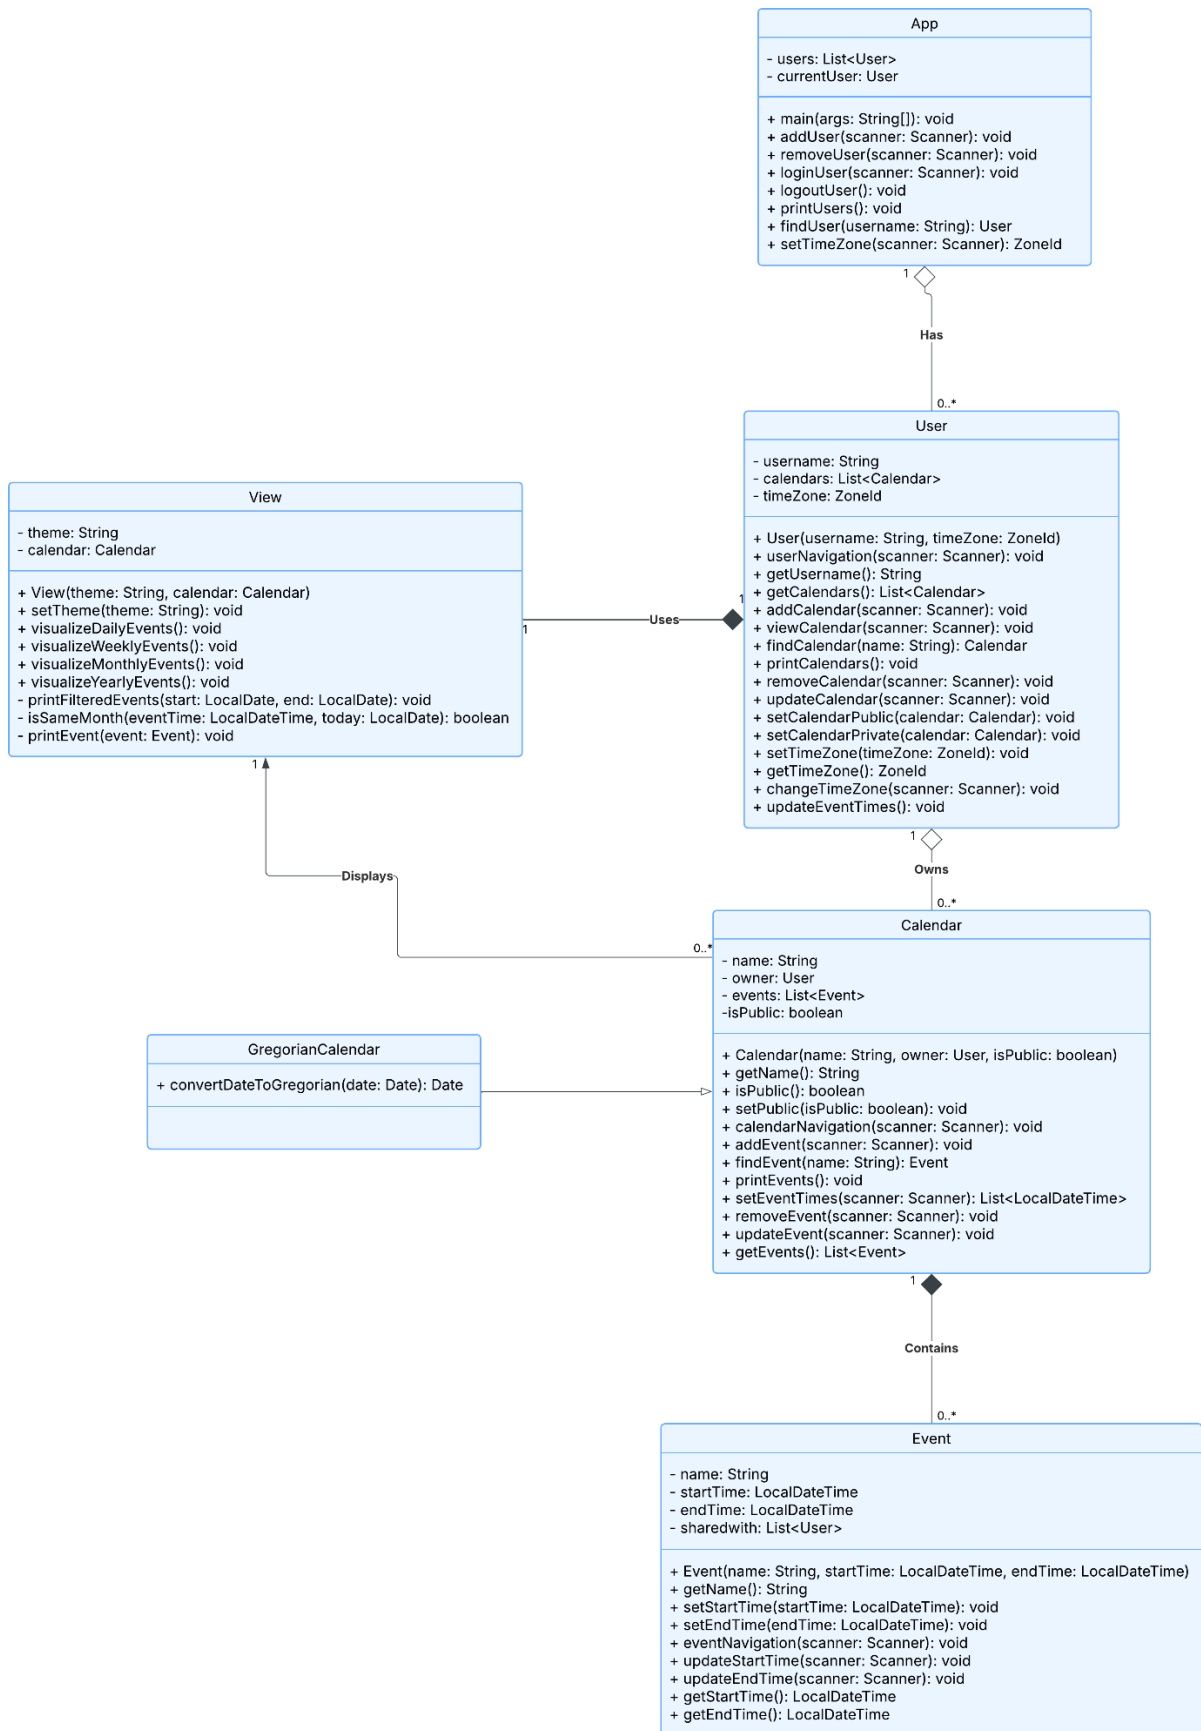 App
- users: List<User>
- currentUser: User
+ main(args: String[]): void
+ addUser(scanner: Scanner): void
+ removeUser(scanner: Scanner): void
+ loginUser(scanner: Scanner): void
+ logoutUser(): void
+ printUsers(): void
+ findUser(username: String): User
+ setTimeZone(scanner: Scanner): ZoneId
1
Has
0..*
User
- username: String
- calendars: List<Calendar>
- timeZone: ZoneId
+ User(username: String, timeZone: ZoneId)
+ userNavigation(scanner: Scanner): void
+ getUsername(): String
+ getCalendars(): List<Calendar>
+ addCalendar(scanner: Scanner): void
+ viewCalendar(scanner: Scanner): void
+ findCalendar(name: String): Calendar
+ printCalendars(): void
+ removeCalendar(scanner: Scanner): void
+ updateCalendar(scanner: Scanner): void
+ setCalendarPublic(calendar: Calendar): void
+ setCalendarPrivate(calendar: Calendar): void
+ setTimeZone(timeZone: ZoneId): void
+ getTimeZone(): ZoneId
+ changeTimeZone(scanner: Scanner): void
+ updateEventTimes(): void
View
- theme: String
- calendar: Calendar
+ View(theme: String, calendar: Calendar)
+ setTheme(theme: String): void
+ visualizeDailyEvents(): void
+ visualizeWeeklyEvents(): void
+ visualizeMonthlyEvents(): void
+ visualizeYearlyEvents(): void
- printFilteredEvents(start: LocalDate, end: LocalDate): void
- isSameMonth(eventTime: LocalDateTime, today: LocalDate): boolean
- printEvent(event: Event): void
1
Uses
1
1
Displays
0..*
1
Owns
0..*
Calendar
- name: String
- owner: User
- events: List<Event>
-isPublic: boolean
+ Calendar(name: String, owner: User, isPublic: boolean)
+ getName(): String
+ isPublic(): boolean
+ setPublic(isPublic: boolean): void
+ calendarNavigation(scanner: Scanner): void
+ addEvent(scanner: Scanner): void
+ findEvent(name: String): Event
+ printEvents(): void
+ setEventTimes(scanner: Scanner): List<LocalDateTime>
+ removeEvent(scanner: Scanner): void
+ updateEvent(scanner: Scanner): void
+ getEvents(): List<Event>
GregorianCalendar
+ convertDateToGregorian(date: Date): Date
1
Contains
0..*
Event
- name: String
- startTime: LocalDateTime
- endTime: LocalDateTime
- sharedwith: List<User>
+ Event(name: String, startTime: LocalDateTime, endTime: LocalDateTime)
+ getName(): String
+ setStartTime(startTime: LocalDateTime): void
+ setEndTime(endTime: LocalDateTime): void
+ eventNavigation(scanner: Scanner): void
+ updateStartTime(scanner: Scanner): void
+ updateEndTime(scanner: Scanner): void
+ getStartTime(): LocalDateTime
+ getEndTime(): LocalDateTime